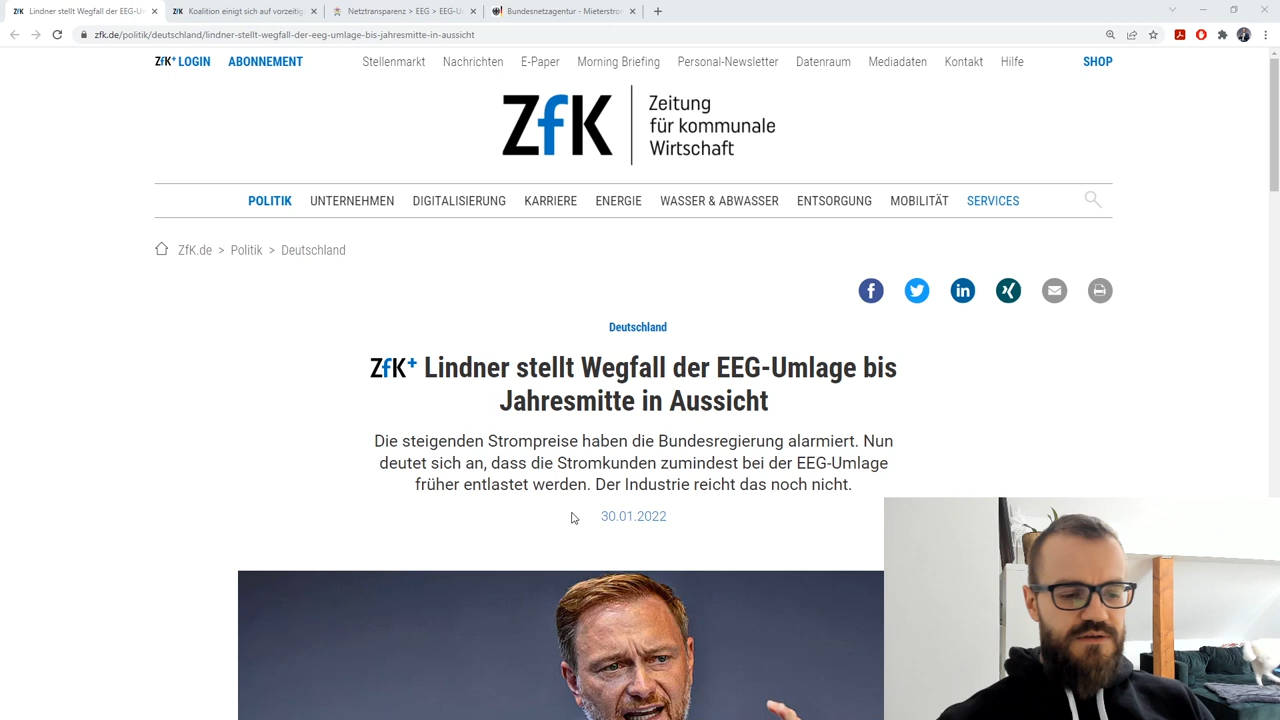 Lindner stellt Wegfall der EEG-Um
Koalition einigt sich auf vorzeitig
Netztransparenz > EEG > EEG-U
Bundesnetzagentur - Mieterstro
zfk.de/politik/deutschland/lindner-stellt-wegfall-der-eeg-umlage-bis-jahresmitte-in-aussicht
ZfK+ LOGIN ABONNEMENT Stellenmarkt Nachrichten E-Paper Morning Briefing Personal-Newsletter Datenraum Mediadaten Kontakt Hilfe SHOP
ZfK
Zeitung
für kommunale
Wirtschaft
POLITIK UNTERNEHMEN DIGITALISIERUNG KARRIERE ENERGIE WASSER & ABWASSER ENTSORGUNG MOBILITÄT SERVICES
ZfK.de > Politik > Deutschland
Deutschland
ZfK+ Lindner stellt Wegfall der EEG-Umlage bis
Jahresmitte in Aussicht
Die steigenden Strompreise haben die Bundesregierung alarmiert. Nun
deutet sich an, dass die Stromkunden zumindest bei der EEG-Umlage
früher entlastet werden. Der Industrie reicht das noch nicht.
30.01.2022